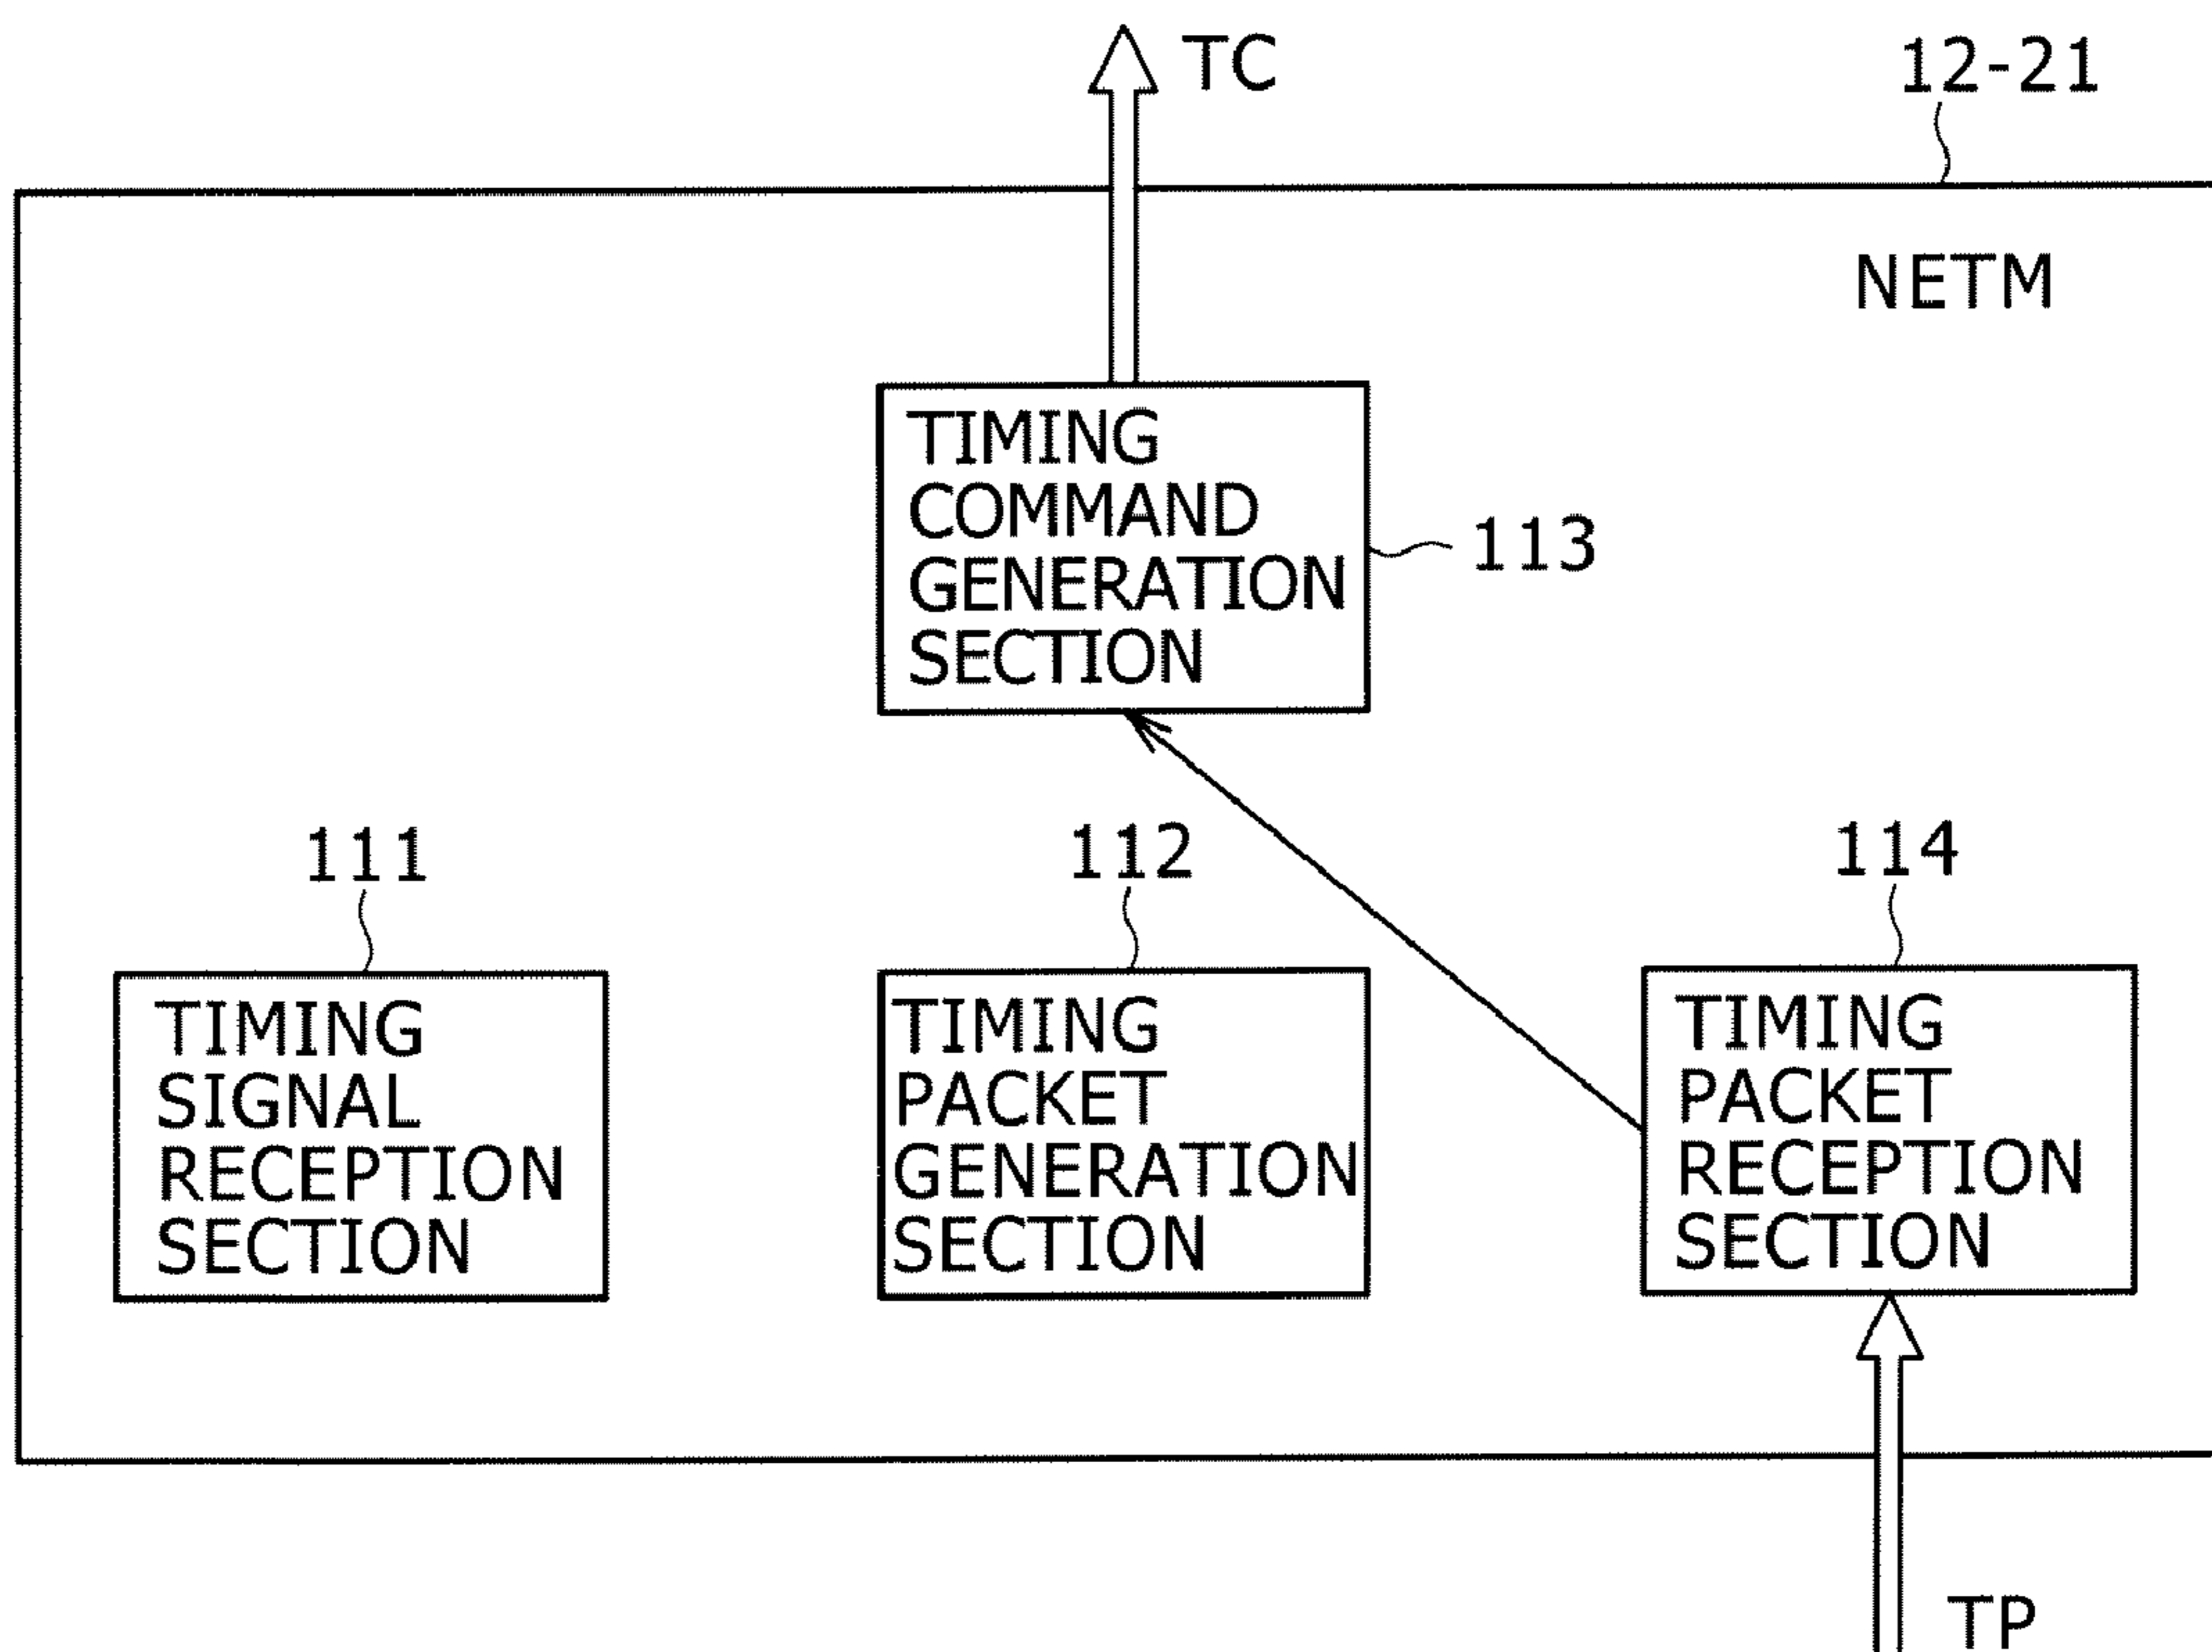 TC
12-21
NETM
TIMING
COMMAND
GENERATION
SECTION
113
111
112
114
TIMING
SIGNAL
RECEPTION
SECTION
TIMING
PACKET
GENERATION
SECTION
TIMING
PACKET
RECEPTION
SECTION
TP